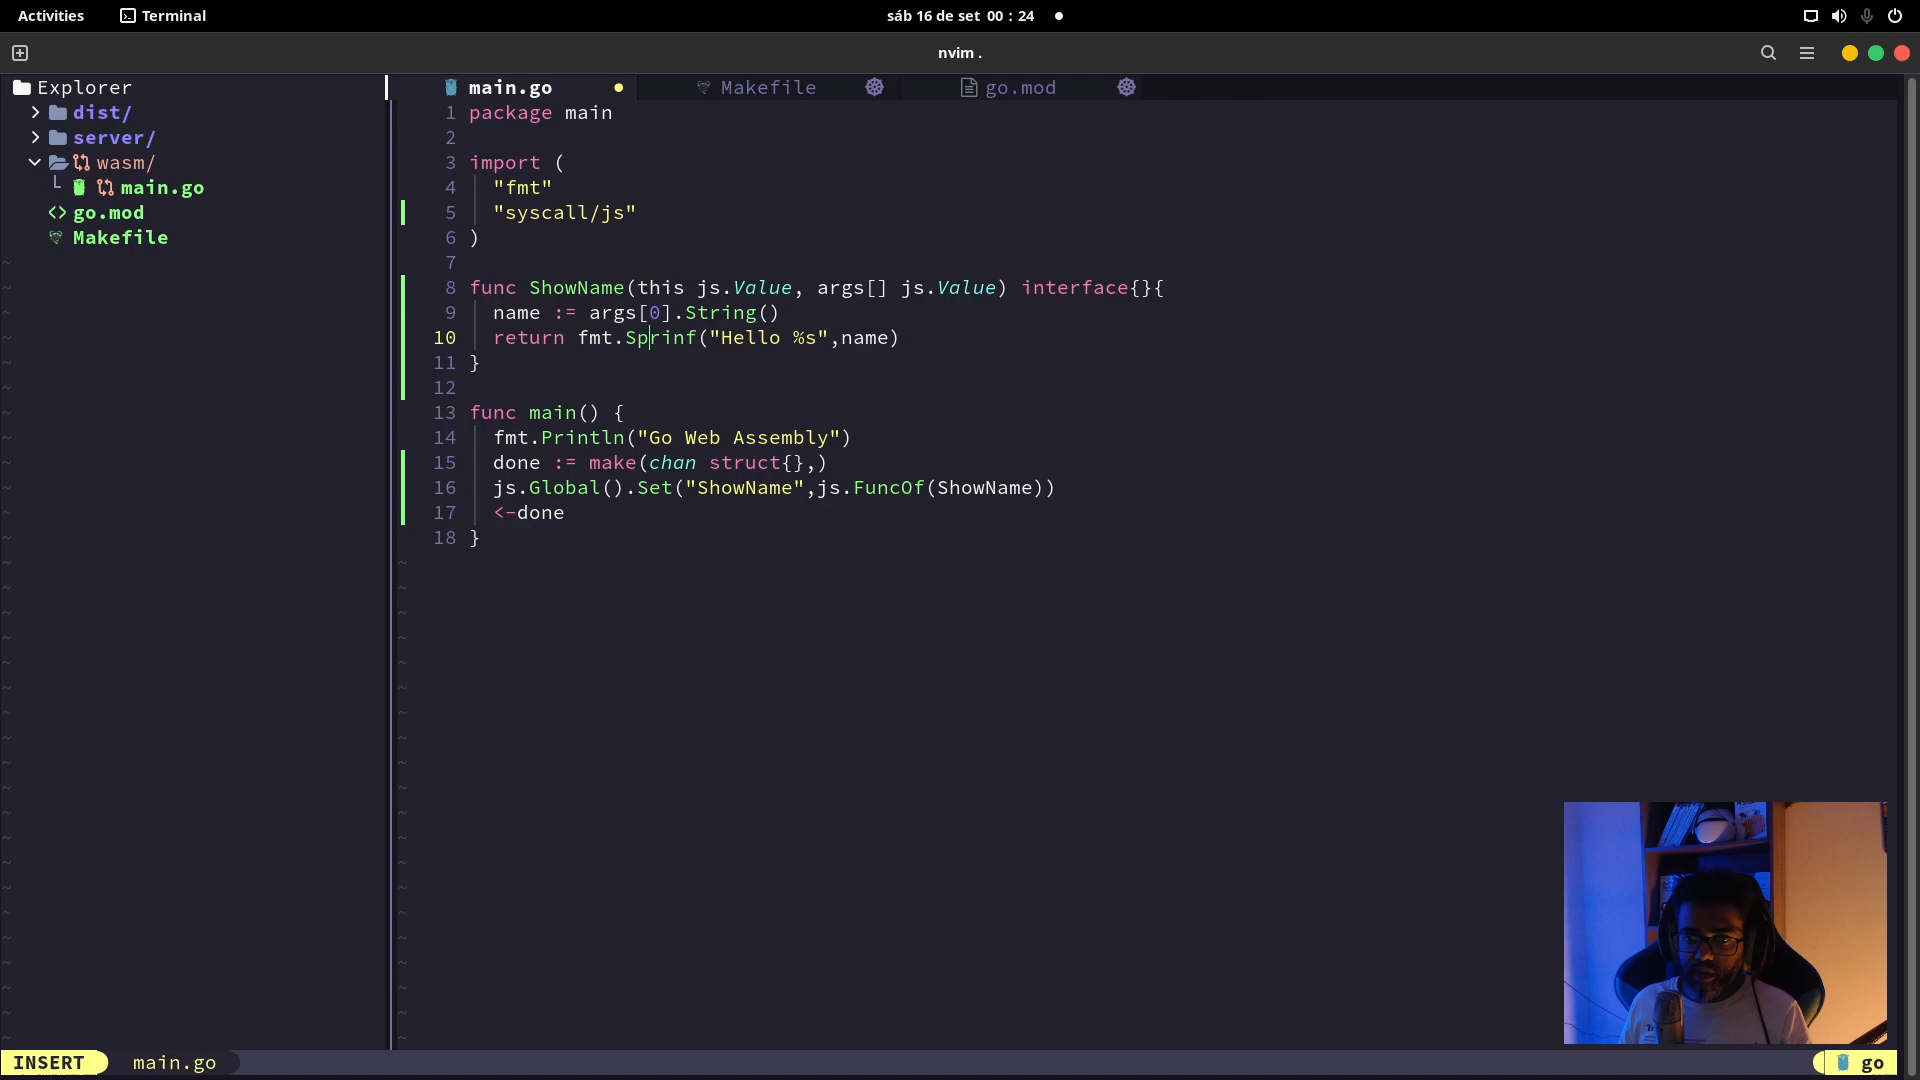 Activities
Terminal
sáb 16 de set 00 : 24
nvim .
Explorer
dist/
server/
wasm/
main.go
go.mod
Makefile
main.go
Makefile
go.mod
1 package main
2
3 import (
4 "fmt"
5 "syscall/js"
6 )
7
8 func ShowName(this js.Value, args[] js.Value) interface{}{
9 name := args[0].String()
10 return fmt.Sprinf("Hello %s",name)
11 }
12
13 func main() {
14 fmt.Println("Go Web Assembly")
15 done := make(chan struct{},)
16 js.Global().Set("ShowName",js.FuncOf(ShowName))
17 <-done
18 }
INSERT
main.go
go